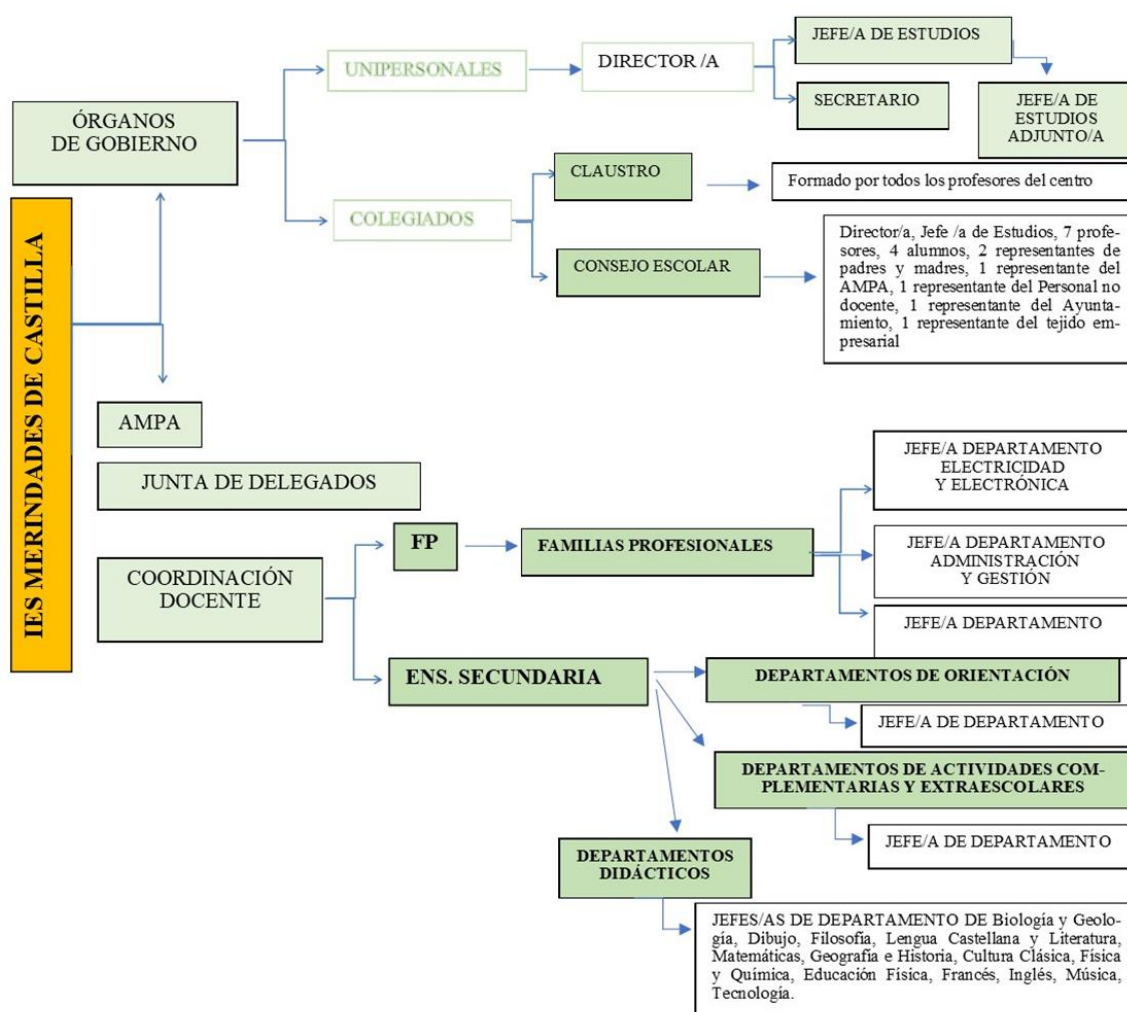 IES MERINDADES DE CASTILLA
ÓRGANOS
DE GOBIERNO
UNIPERSONALES
DIRECTOR /A
JEFE/A DE ESTUDIOS
SECRETARIO
JEFE/A DE
ESTUDIOS
ADJUNTO/A
COLEGIADOS
CLAUSTRO
Formado por todos los profesores del centro
CONSEJO ESCOLAR
Director/a, Jefe /a de Estudios, 7 profe-
sores, 4 alumnos, 2 representantes de
padres y madres, 1 representante del
AMPA, 1 representante del Personal no
docente, 1 representante del Ayunta-
miento, 1 representante del tejido em-
presarial
AMPA
JUNTA DE DELEGADOS
COORDINACIÓN
DOCENTE
FP
FAMILIAS PROFESIONALES
JEFE/A DEPARTAMENTO
ELECTRICIDAD
Y ELECTRÓNICA
JEFE/A DEPARTAMENTO
ADMINISTRACIÓN
Y GESTIÓN
JEFE/A DEPARTAMENTO
ENS. SECUNDARIA
DEPARTAMENTOS DE ORIENTACIÓN
JEFE/A DE DEPARTAMENTO
DEPARTAMENTOS DE ACTIVIDADES COM-
PLEMENTARIAS Y EXTRAESCOLARES
JEFE/A DE DEPARTAMENTO
DEPARTAMENTOS
DIDÁCTICOS
JEFES/AS DE DEPARTAMENTO DE Biología y Geolo-
gía, Dibujo, Filosofía, Lengua Castellana y Literatura,
Matemáticas, Geografía e Historia, Cultura Clásica, Física
y Química, Educación Física, Francés, Inglés, Música,
Tecnología.